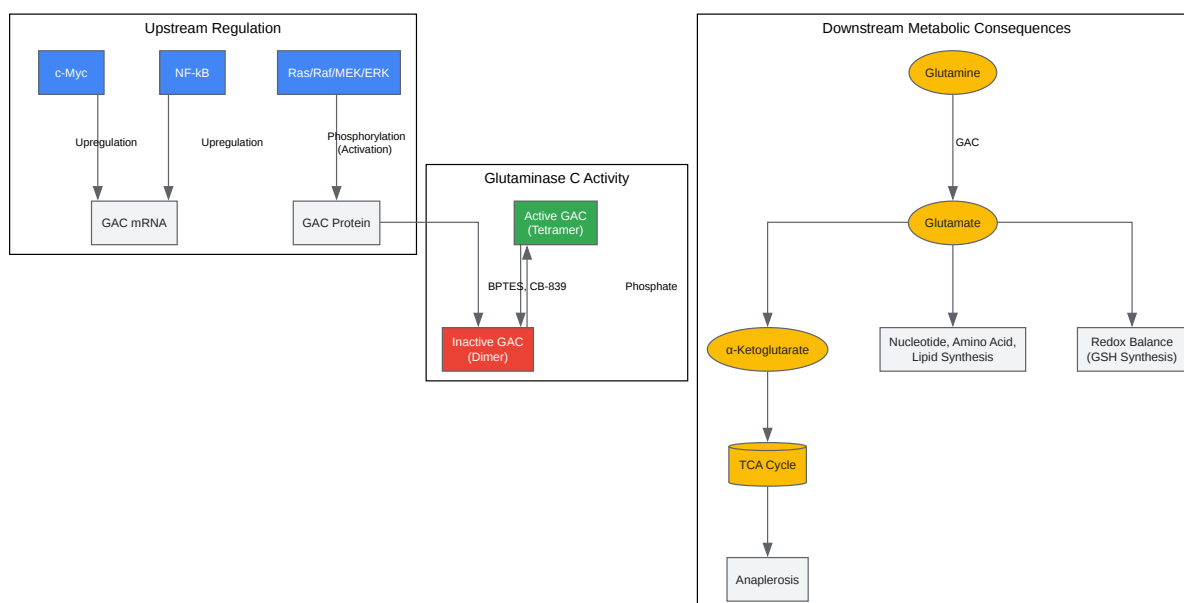 Upstream Regulation
c-Myc
NF-kB
Ras/Raf/MEK/ERK
Upregulation
Upregulation
Phosphorylation
(Activation)
GAC mRNA
GAC Protein
Glutaminase C Activity
Active GAC
(Tetramer)
BPTES, CB-839
Phosphate
Inactive GAC
(Dimer)
Downstream Metabolic Consequences
Glutamine
GAC
Glutamate
α-Ketoglutarate
Nucleotide, Amino Acid,
Lipid Synthesis
Redox Balance
(GSH Synthesis)
TCA Cycle
Anaplerosis